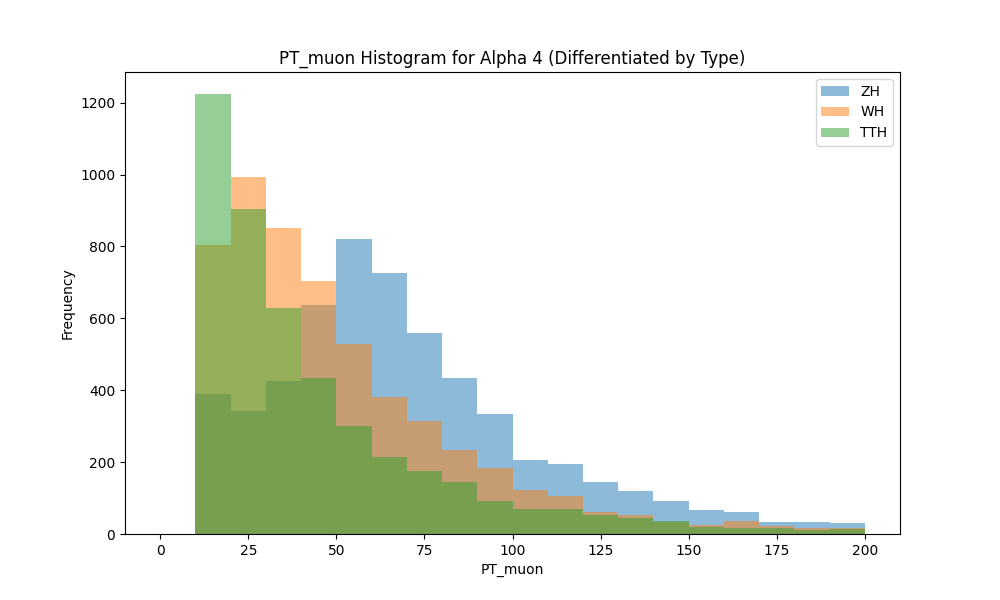 PT_muon Histogram for Alpha 4 (Differentiated by Type)
ZH
WH
TTH
1200
1000
800
600
400
200
0
Frequency
0 25 50 75 100 125 150 175 200
PT_muon